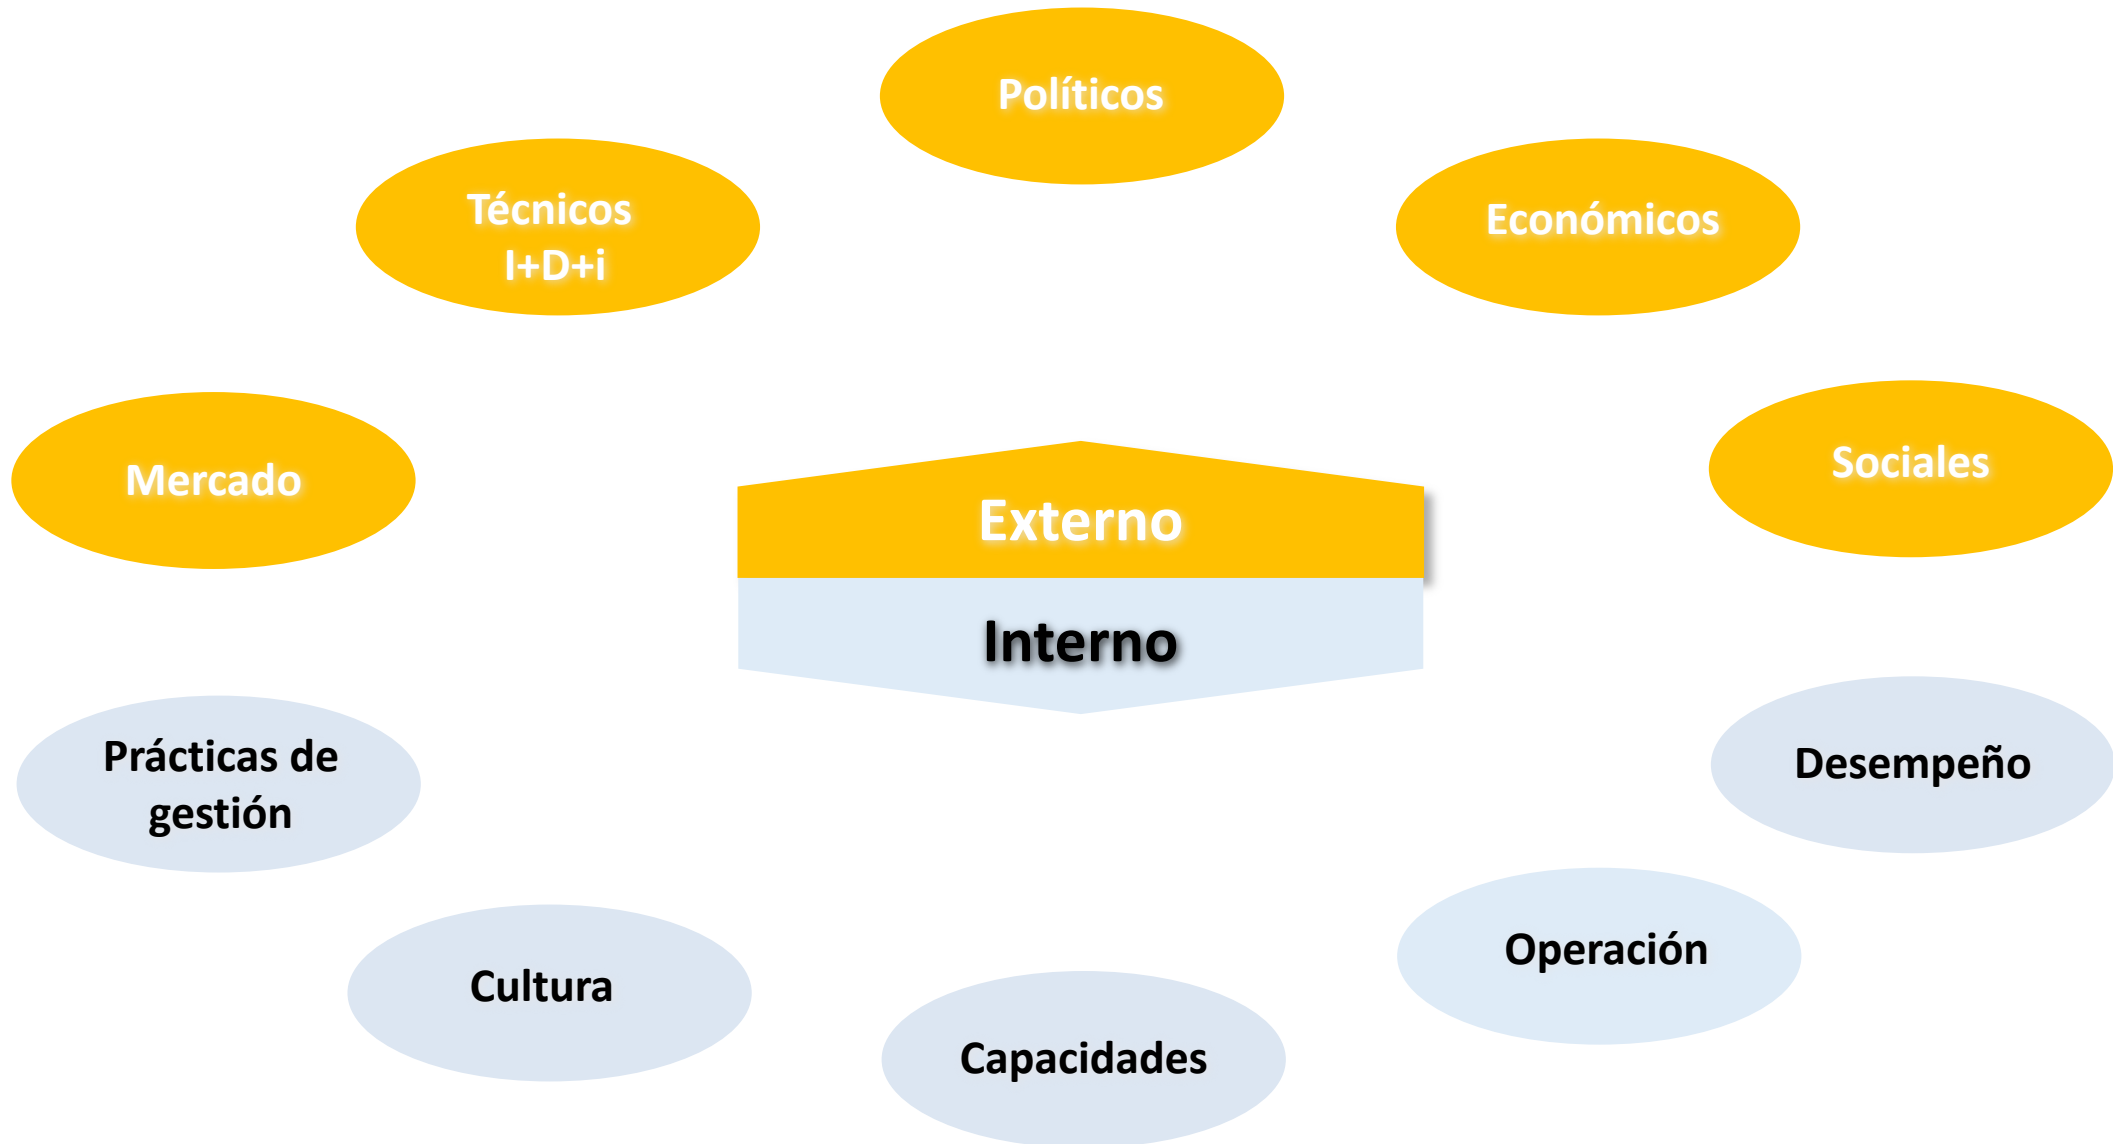 Políticos
Técnicos
I+D+i
Económicos
Mercado
Sociales
Externo
Interno
Prácticas de
gestión
Desempeño
Cultura
Operación
Capacidades